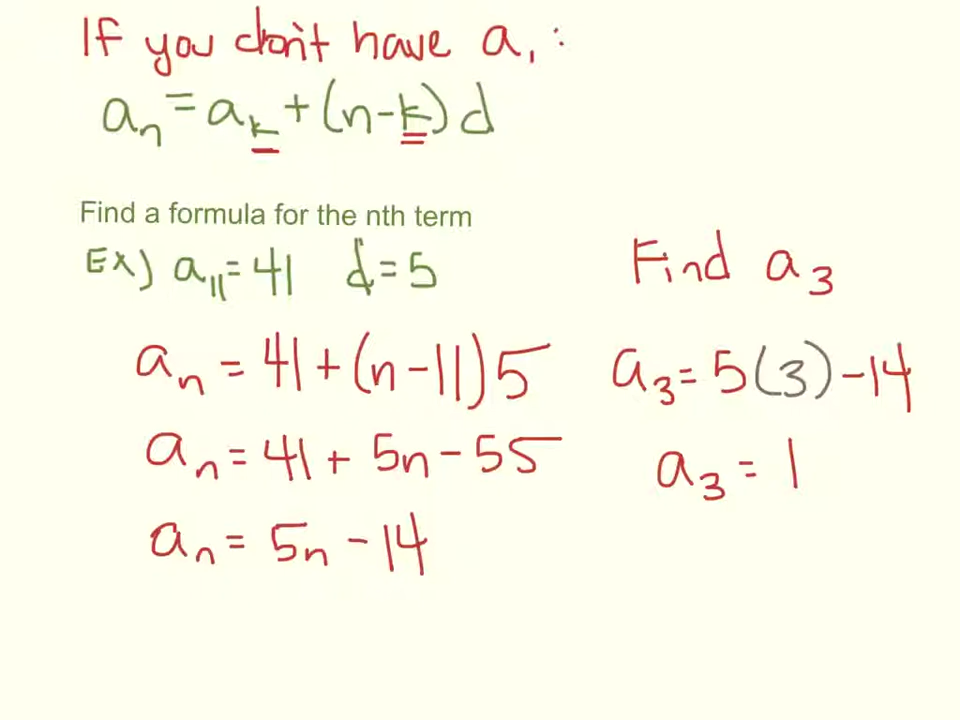 If you don't have a₁:
aₙ = aₖ + (n-k)d
Find a formula for the nth term
Ex) a₁₁ = 41 d = 5
aₙ = 41 + (n-11)5
aₙ = 41 + 5n - 55
aₙ = 5n - 14
Find a₃
a₃ = 5(3) - 14
a₃ = 1